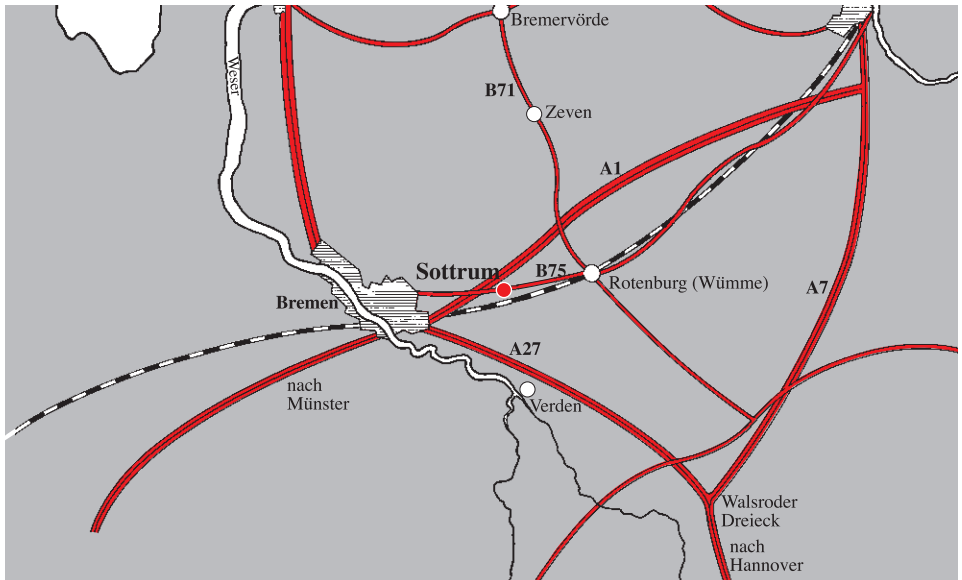 Bremervörde
Weser
B71
Zeven
A1
Sottrum
B75
Rotenburg (Wümme)
A7
Bremen
A27
nach
Münster
Verden
Walsroder
Dreieck
nach
Hannover